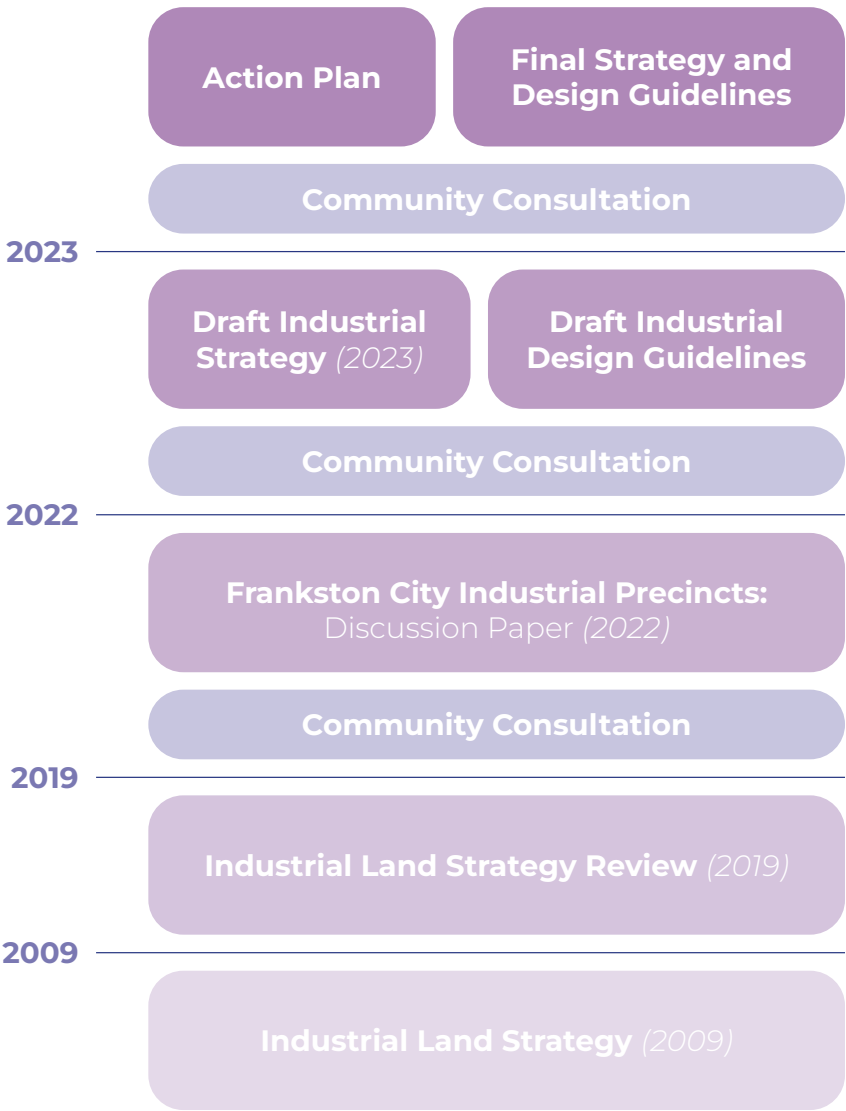 Action Plan
Final Strategy and
Design Guidelines
Community Consultation
2023
Draft Industrial
Strategy (2023)
Draft Industrial
Design Guidelines
Community Consultation
2022
Frankston City Industrial Precincts:
Discussion Paper (2022)
Community Consultation
2019
Industrial Land Strategy Review (2019)
2009
Industrial Land Strategy (2009)